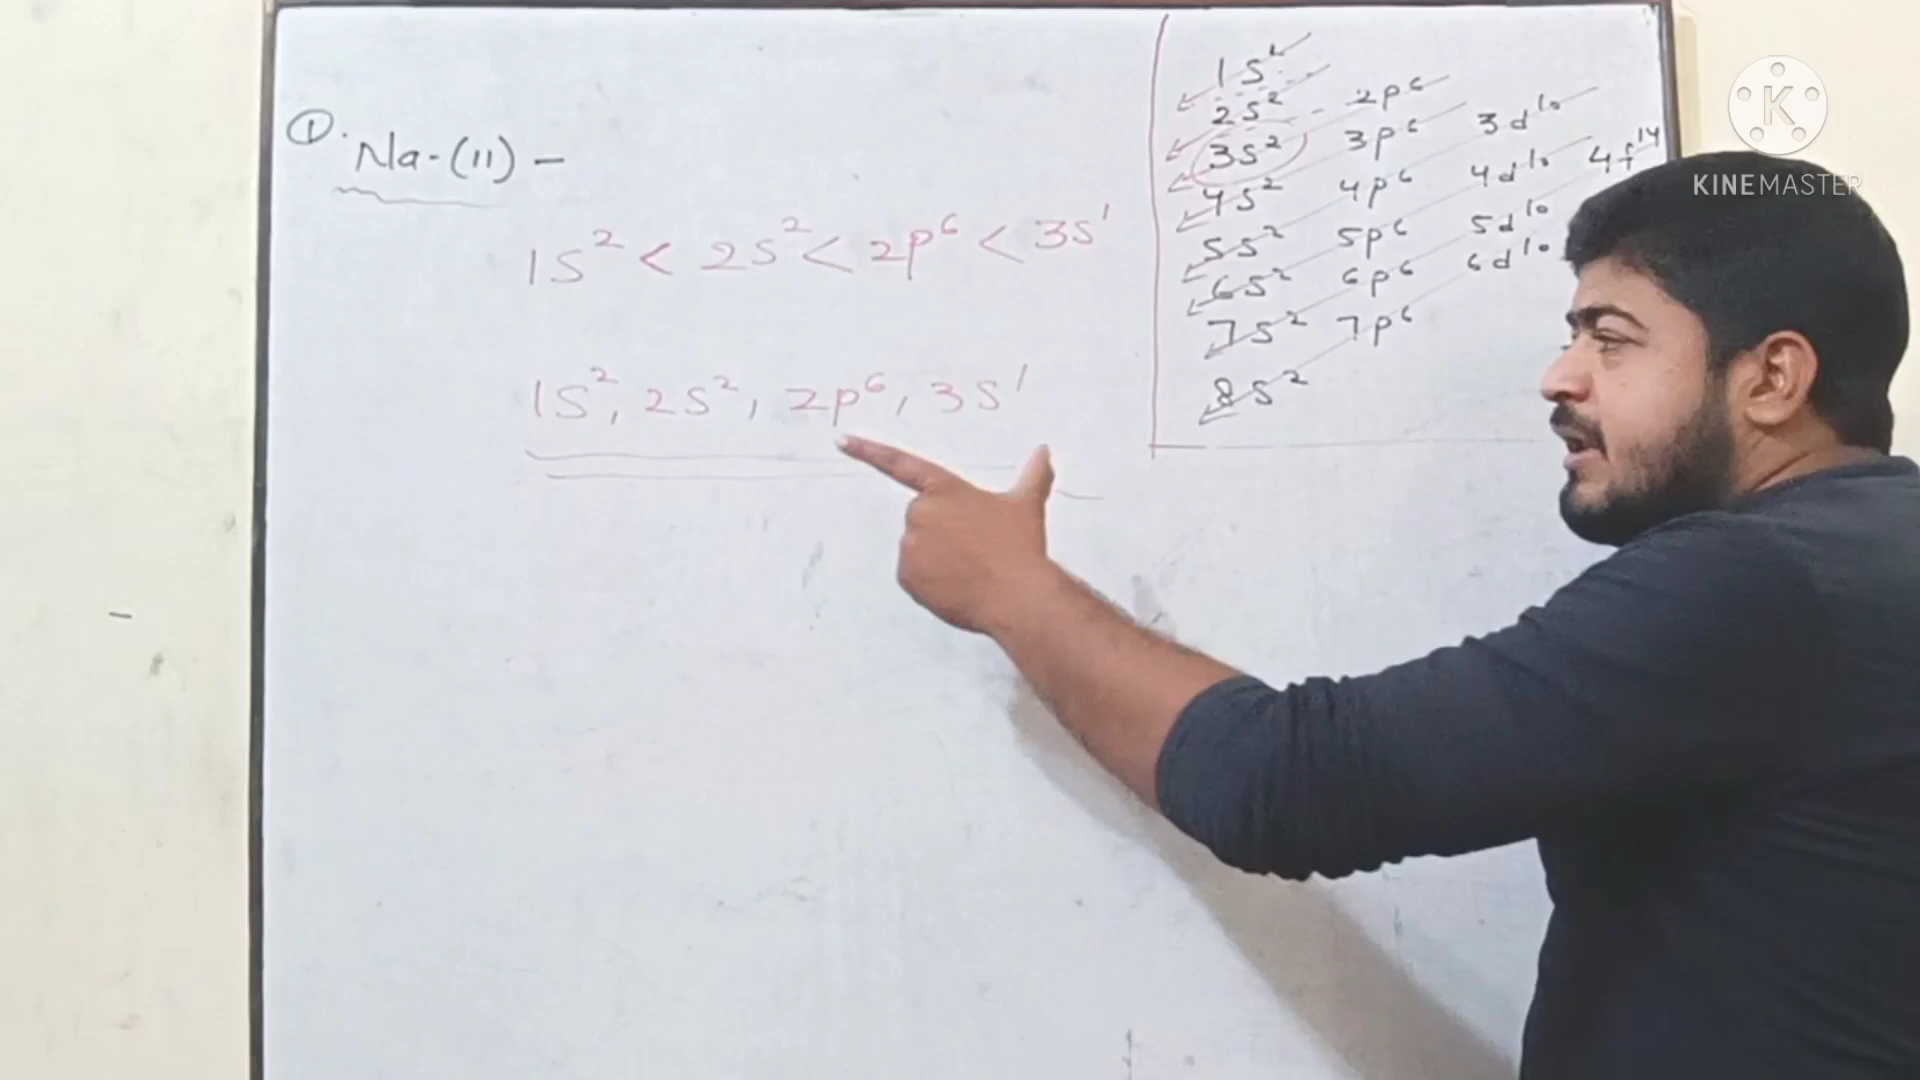 ①. Na-(11) -
1S² < 2S² < 2P⁶ < 3S¹
1S², 2S², 2P⁶, 3S¹
1S²
2S² 2P⁶
3S² 3P⁶ 3d¹⁰
4S² 4P⁶ 4d¹⁰ 4f¹⁴
5S² 5P⁶ 5d¹⁰
6S² 6P⁶ 6d¹⁰
7S² 7P⁶
8S²
K
KINEMASTER